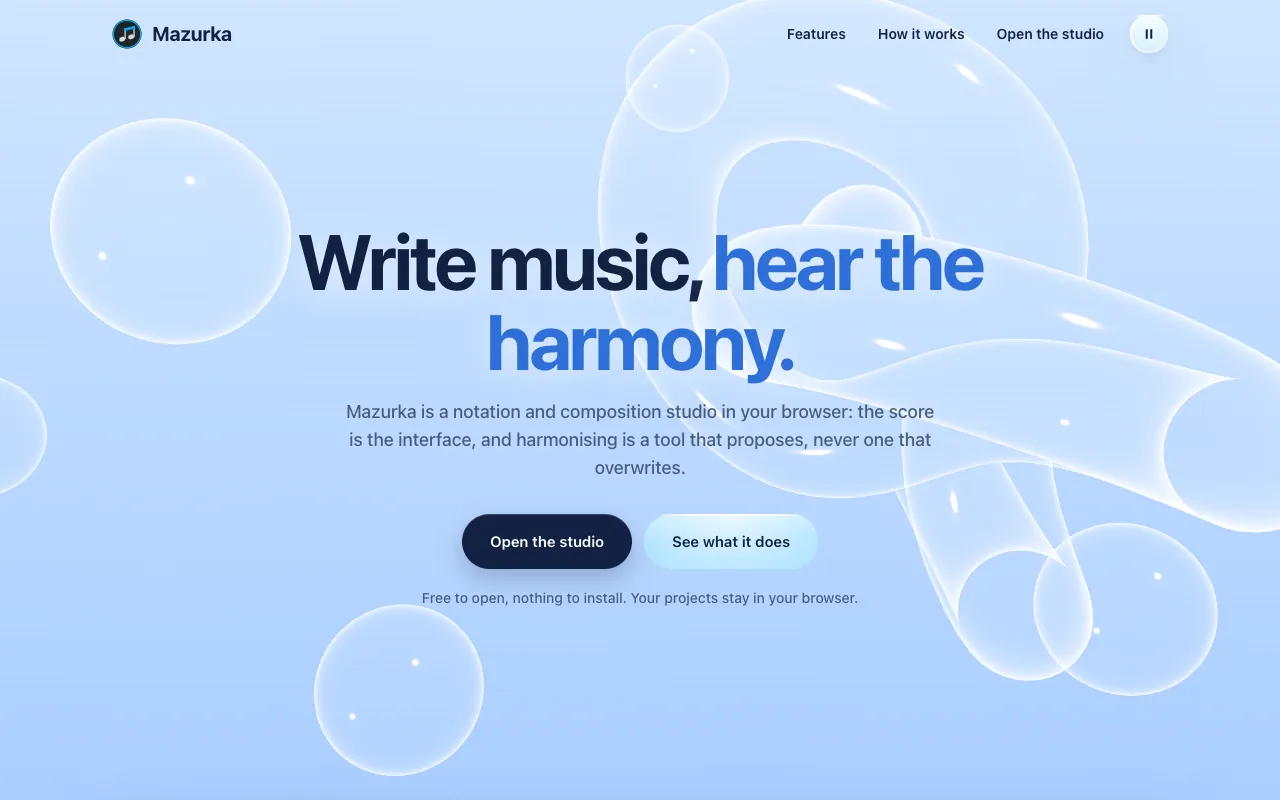 Mazurka
Features
How it works
Open the studio
Write music, hear the
harmony.
Mazurka is a notation and composition studio in your browser: the score
is the interface, and harmonising is a tool that proposes, never one that
overwrites.
Open the studio
See what it does
Free to open, nothing to install. Your projects stay in your browser.